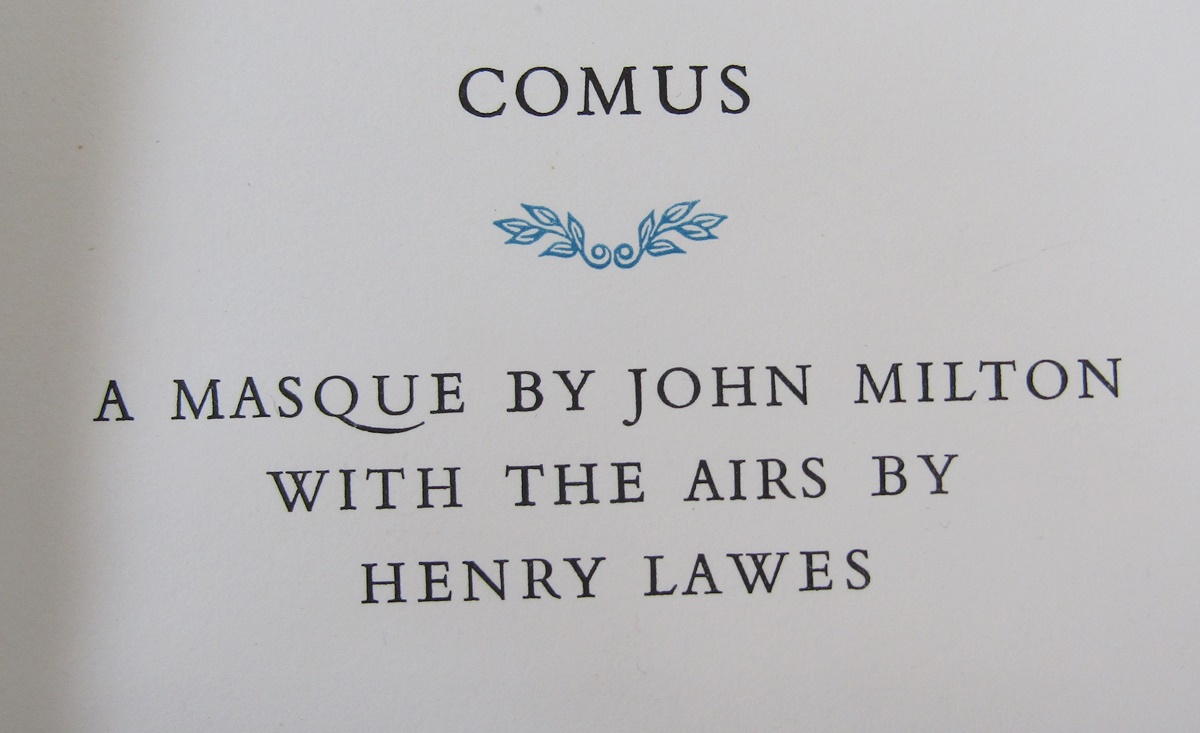 COMUS
A MASQUE BY JOHN MILTON
WITH THE AIRS BY
HENRY LAWES